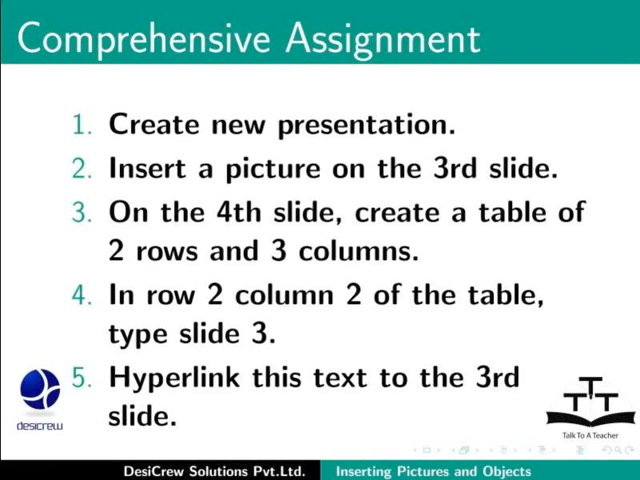 Comprehensive Assignment
1. Create new presentation.
2. Insert a picture on the 3rd slide.
3. On the 4th slide, create a table of
2 rows and 3 columns.
4. In row 2 column 2 of the table,
type slide 3.
5. Hyperlink this text to the 3rd
slide.
desicrew
TTT
Talk To A Teacher
DesiCrew Solutions Pvt.Ltd. Inserting Pictures and Objects